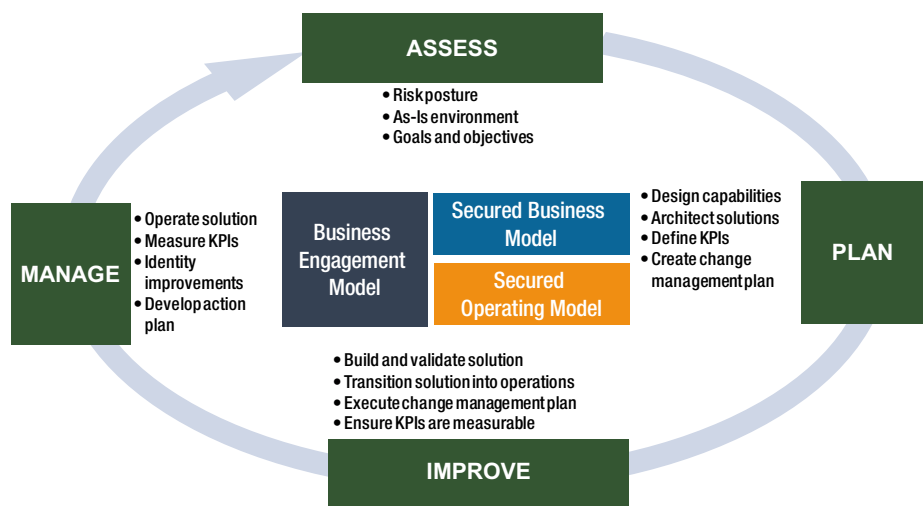 ASSESS
• Risk posture
• As-Is environment
• Goals and objectives
MANAGE
• Operate solution
• Measure KPIs
• Identity
improvements
• Develop action
plan
Business
Engagement
Model
Secured Business
Model
Secured
Operating Model
• Design capabilities
• Architect solutions
• Define KPIs
• Create change
management plan
PLAN
• Build and validate solution
• Transition solution into operations
• Execute change management plan
• Ensure KPIs are measurable
IMPROVE